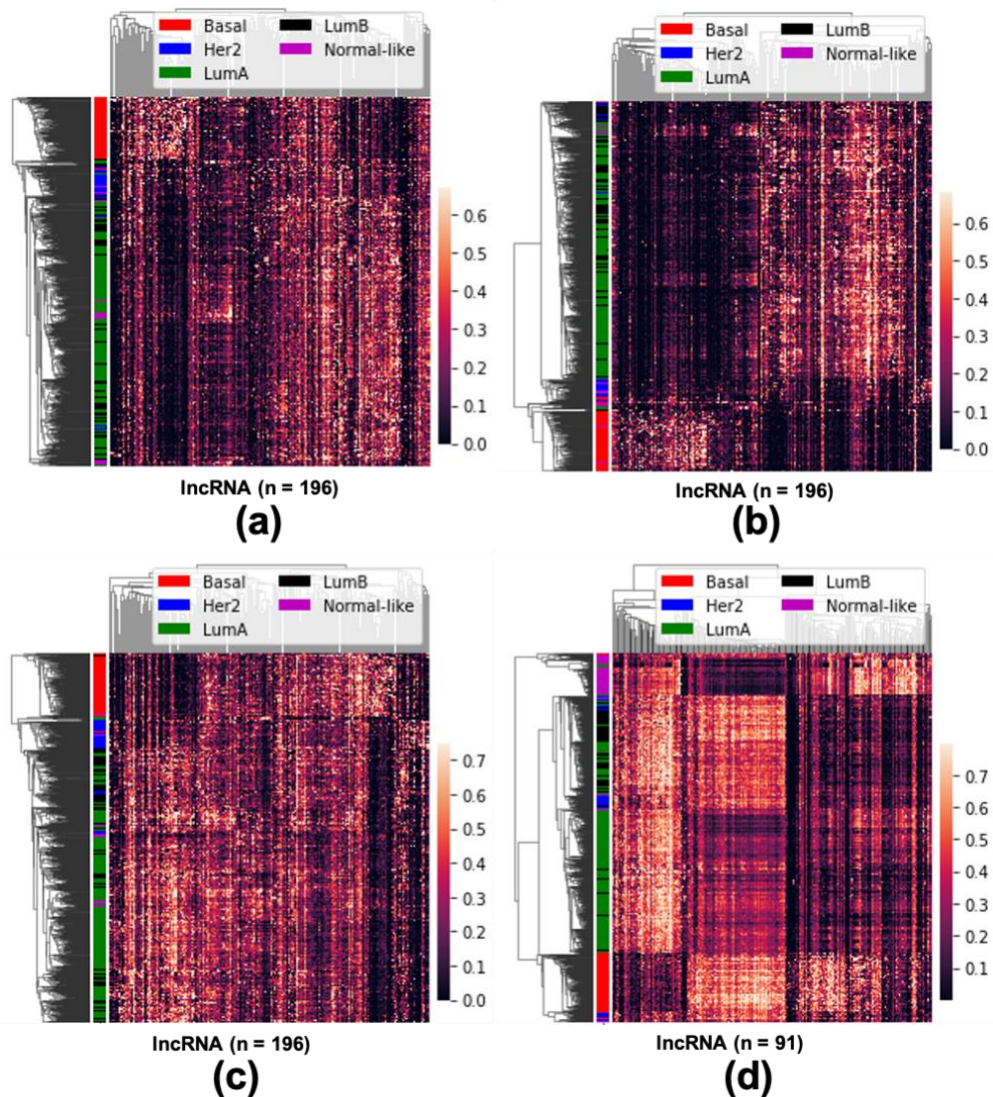 Basal LumB
Her2 Normal-like
LumA
0.6
0.5
0.4
0.3
0.2
0.1
0.0
lncRNA (n = 196)
(a)
Basal LumB
Her2 Normal-like
LumA
0.6
0.5
0.4
0.3
0.2
0.1
0.0
lncRNA (n = 196)
(b)
Basal LumB
Her2 Normal-like
LumA
0.7
0.6
0.5
0.4
0.3
0.2
0.1
0.0
lncRNA (n = 196)
(c)
Basal LumB
Her2 Normal-like
LumA
0.7
0.6
0.5
0.4
0.3
0.2
0.1
lncRNA (n = 91)
(d)